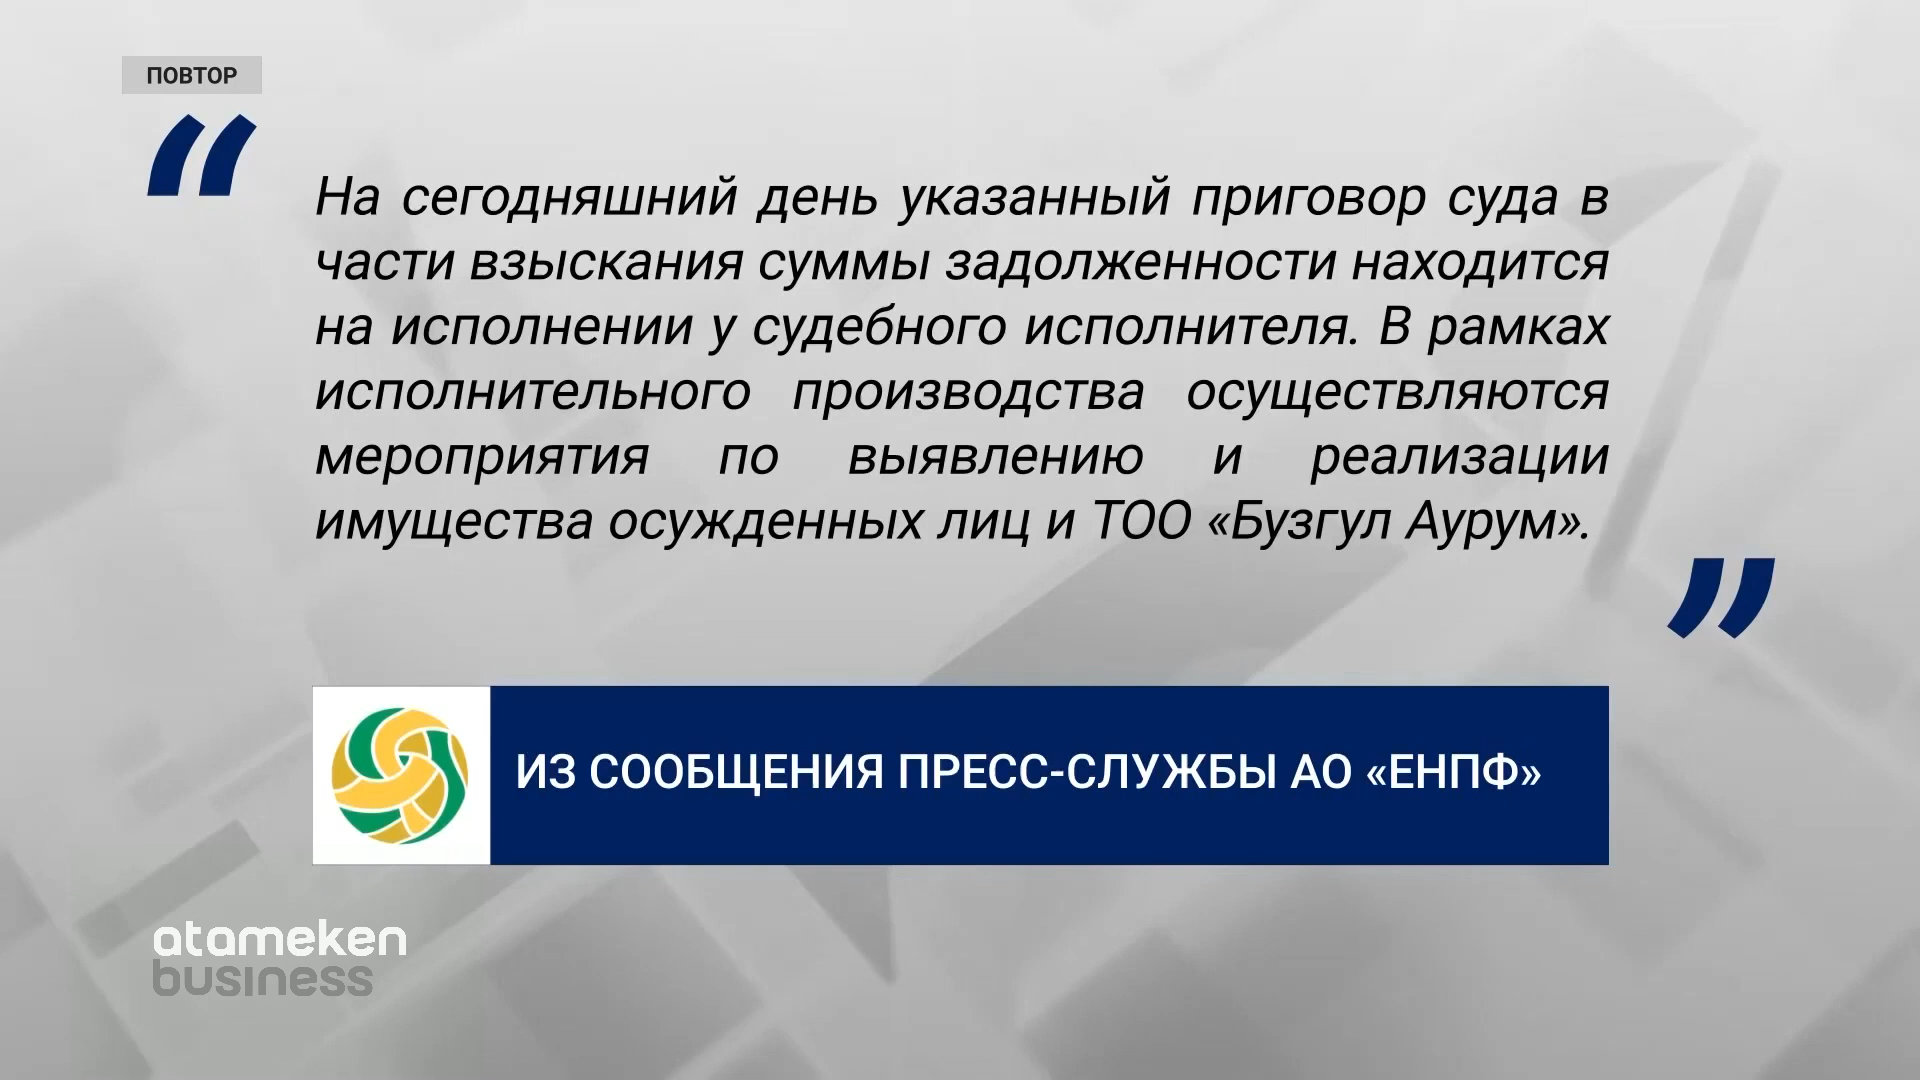 ПОВТОР
“
На сегодняшний день указанный приговор суда в
части взыскания суммы задолженности находится
на исполнении у судебного исполнителя. В рамках
исполнительного производства осуществляются
мероприятия по выявлению и реализации
имущества осужденных лиц и ТОО «Бузгул Аурум».
”
ИЗ СООБЩЕНИЯ ПРЕСС-СЛУЖБЫ АО «ЕНПФ»
atameken
business